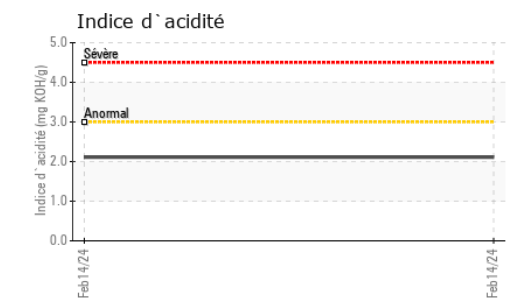 Indice d`acidité
5.0
Sévère
4.0
Anormal
3.0
2.0
1.0
0.0
Indice d`acidité (mg KOH/g)
Feb14/24
Feb14/24